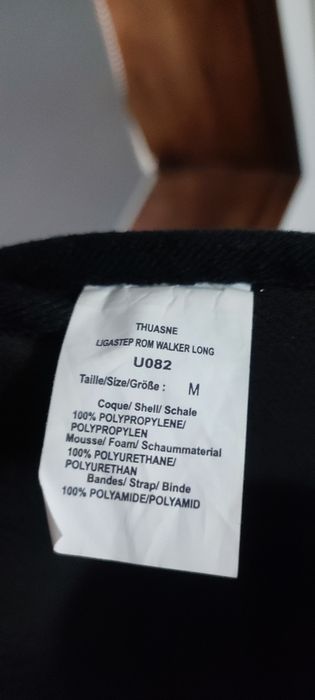 THUASNE
LIGASTEP ROM WALKER LONG
U082
Taille/Size/Größe : M
Coque/ Shell/ Schale
100% POLYPROPYLENE/
POLYPROPYLEN
Mousse/ Foam/ Schaummaterial
100% POLYURETHANE/
POLYURETHAN
Bandes/ Strap/ Binde
100% POLYAMIDE/POLYAMID